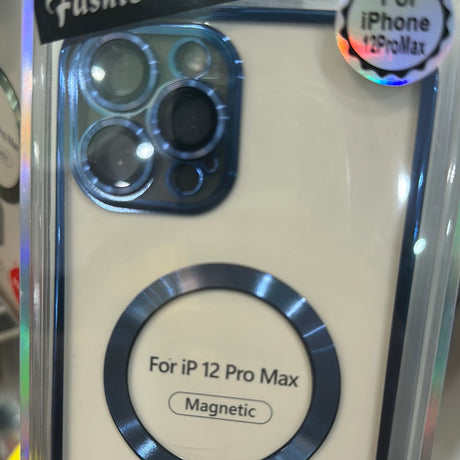 For
iPhone
12ProMax
For iP 12 Pro Max
Magnetic